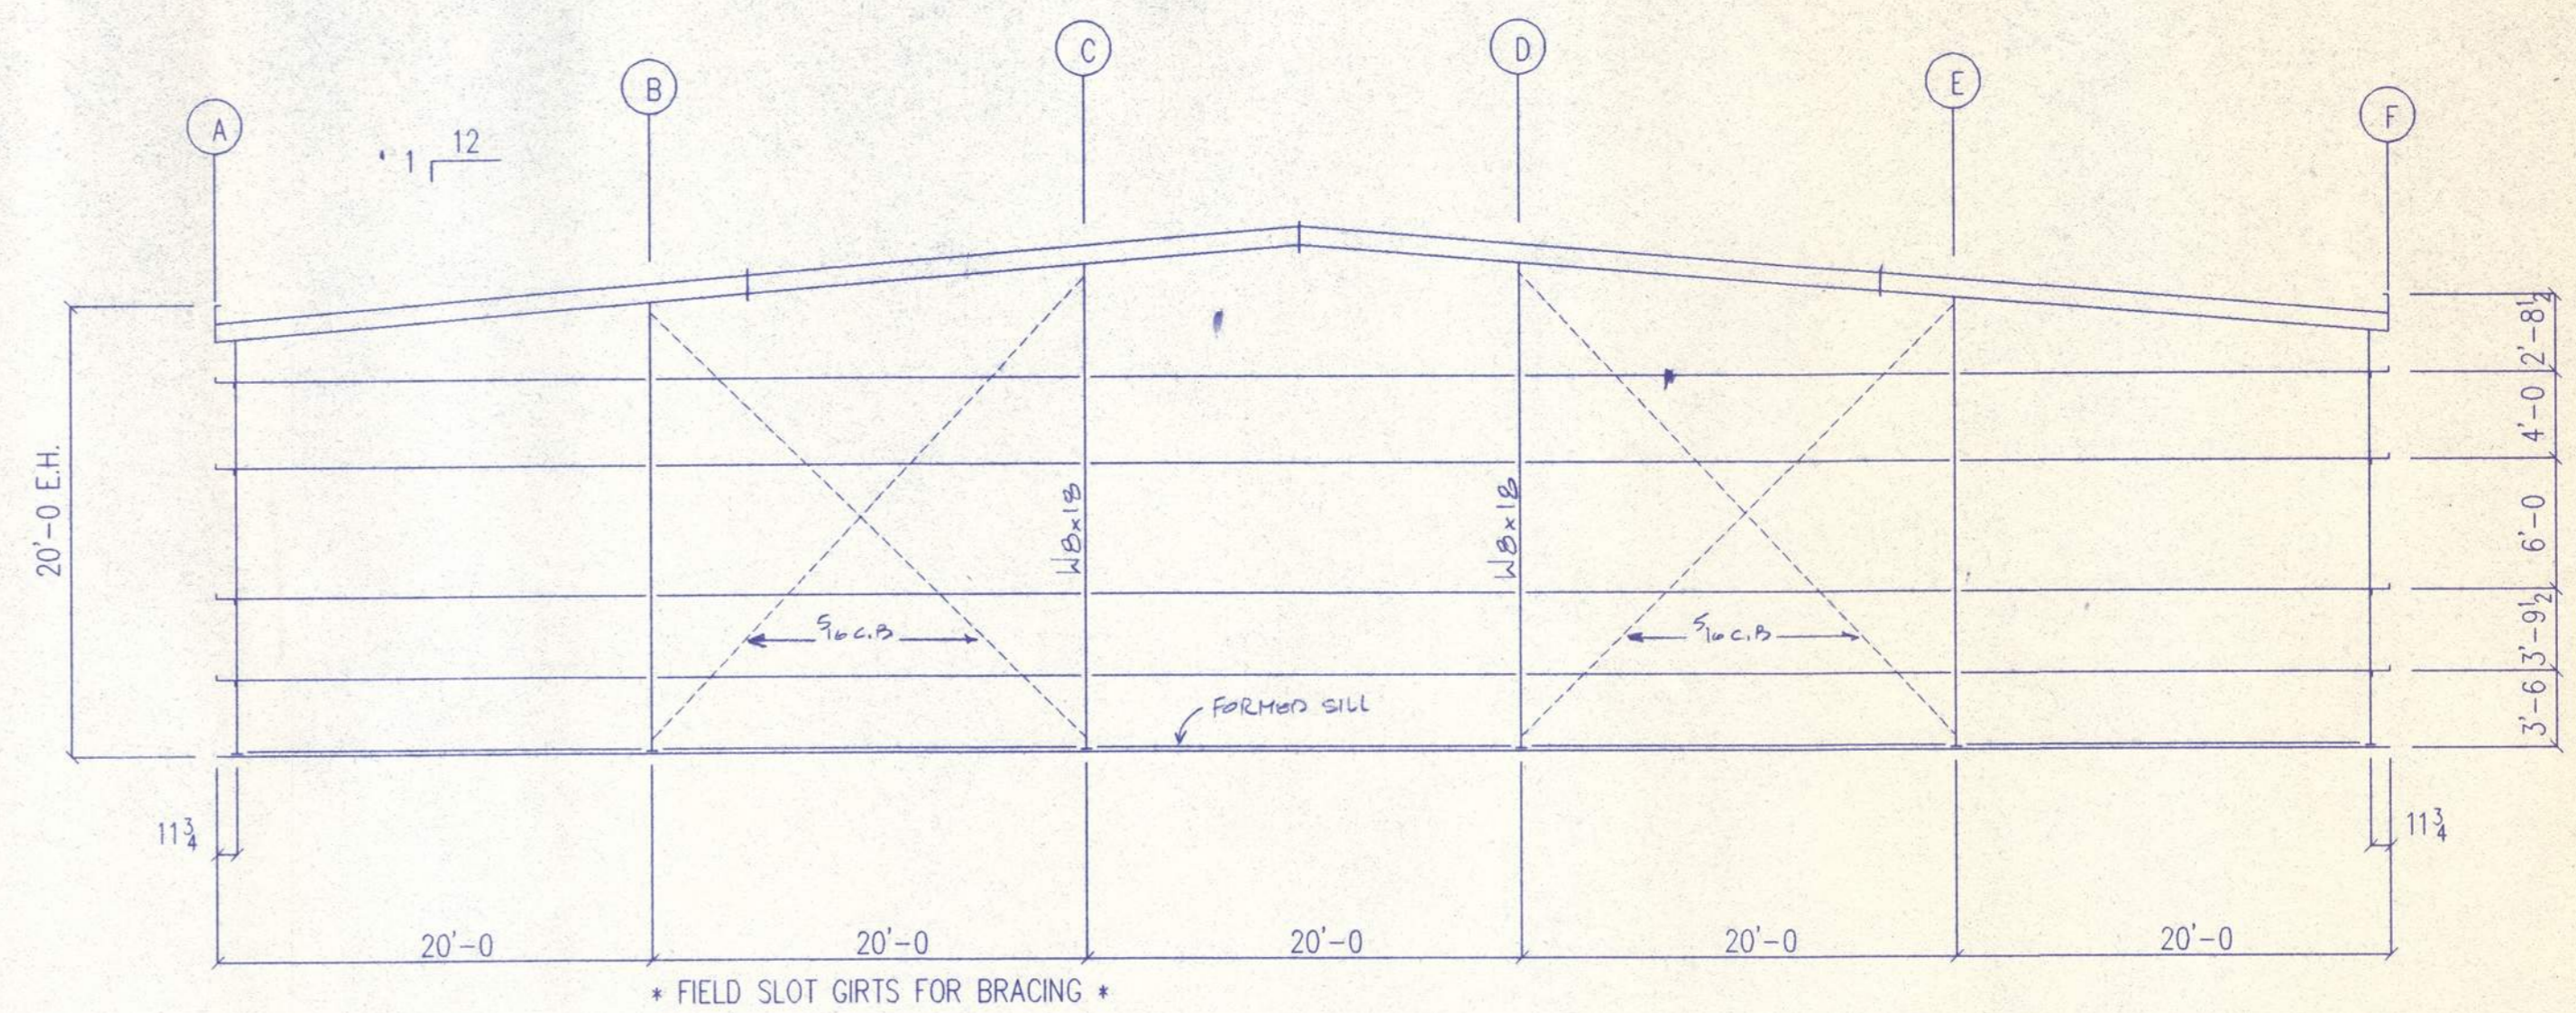 C
D
E
B
F
A
1 12
20'-0 E.H.
2'-8½
4'-0
6'-0
3'-9½
3'-6
W8x18
W8x18
5/16 C.B
5/16 C.B
FORMED SILL
11¾
11¾
20'-0
20'-0
20'-0
20'-0
20'-0
* FIELD SLOT GIRTS FOR BRACING *